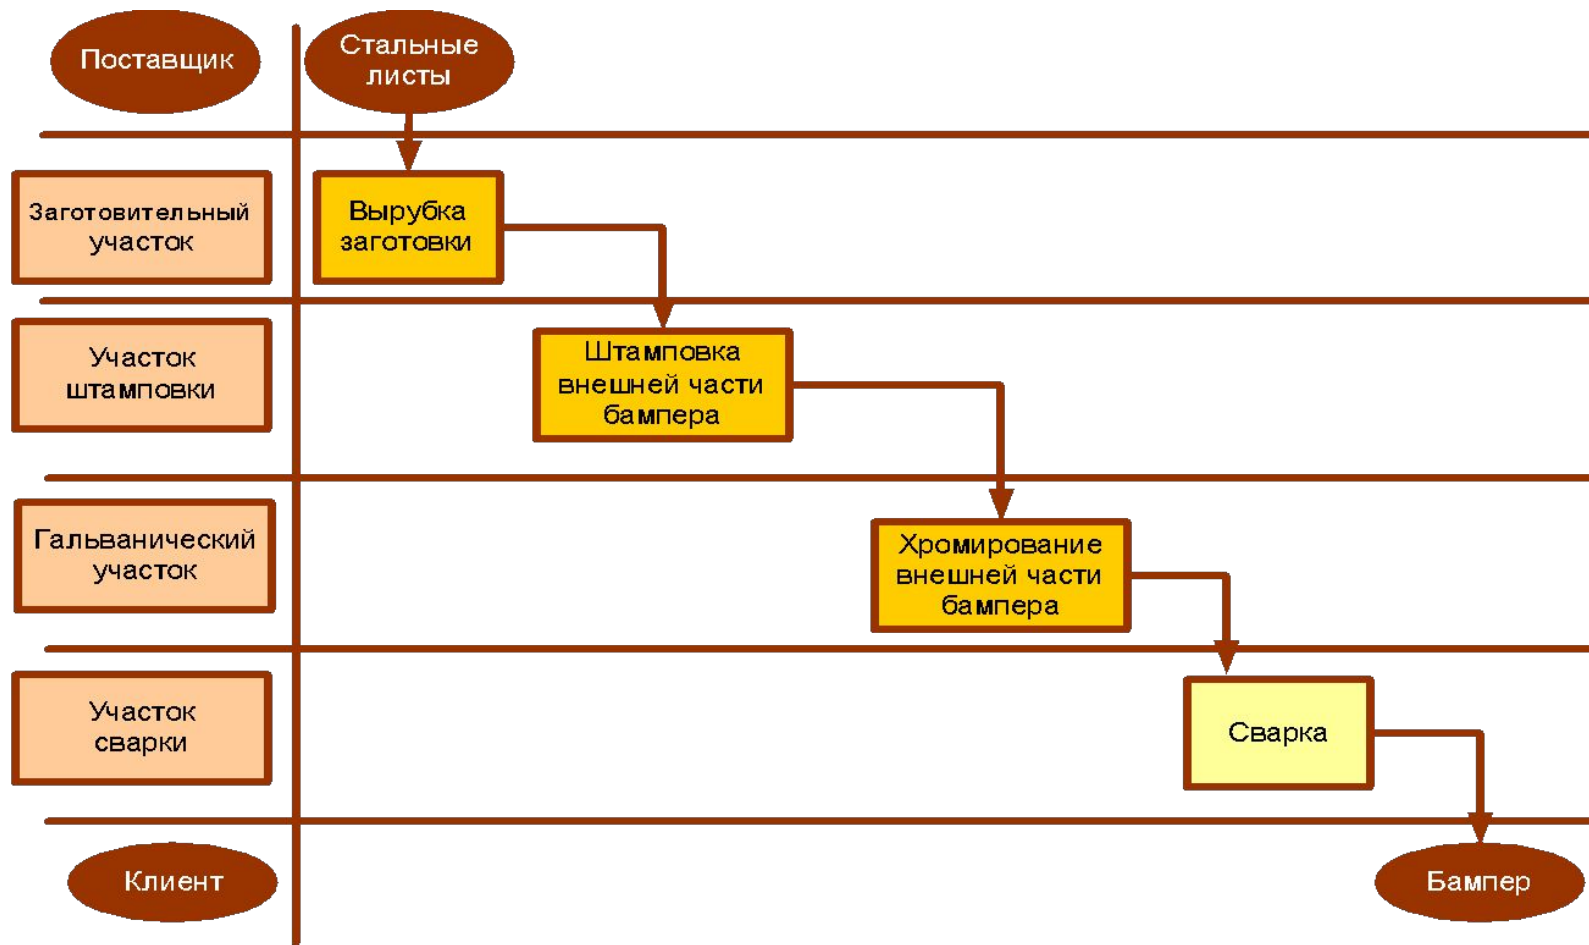 Поставщик
Стальные
листы
Заготовительный
участок
Вырубка
заготовки
Участок
штамповки
Штамповка
внешней части
бампера
Гальванический
участок
Хромирование
внешней части
бампера
Участок
сварки
Сварка
Клиент
Бампер